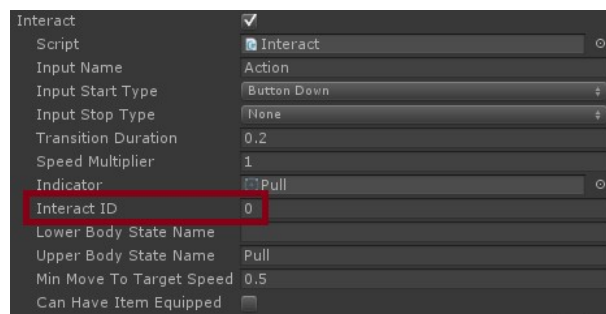 Interact
Script Interact
Input Name Action
Input Start Type Button Down
Input Stop Type None
Transition Duration 0.2
Speed Multiplier 1
Indicator Pull
Interact ID 0
Lower Body State Name
Upper Body State Name Pull
Min Move To Target Speed 0.5
Can Have Item Equipped